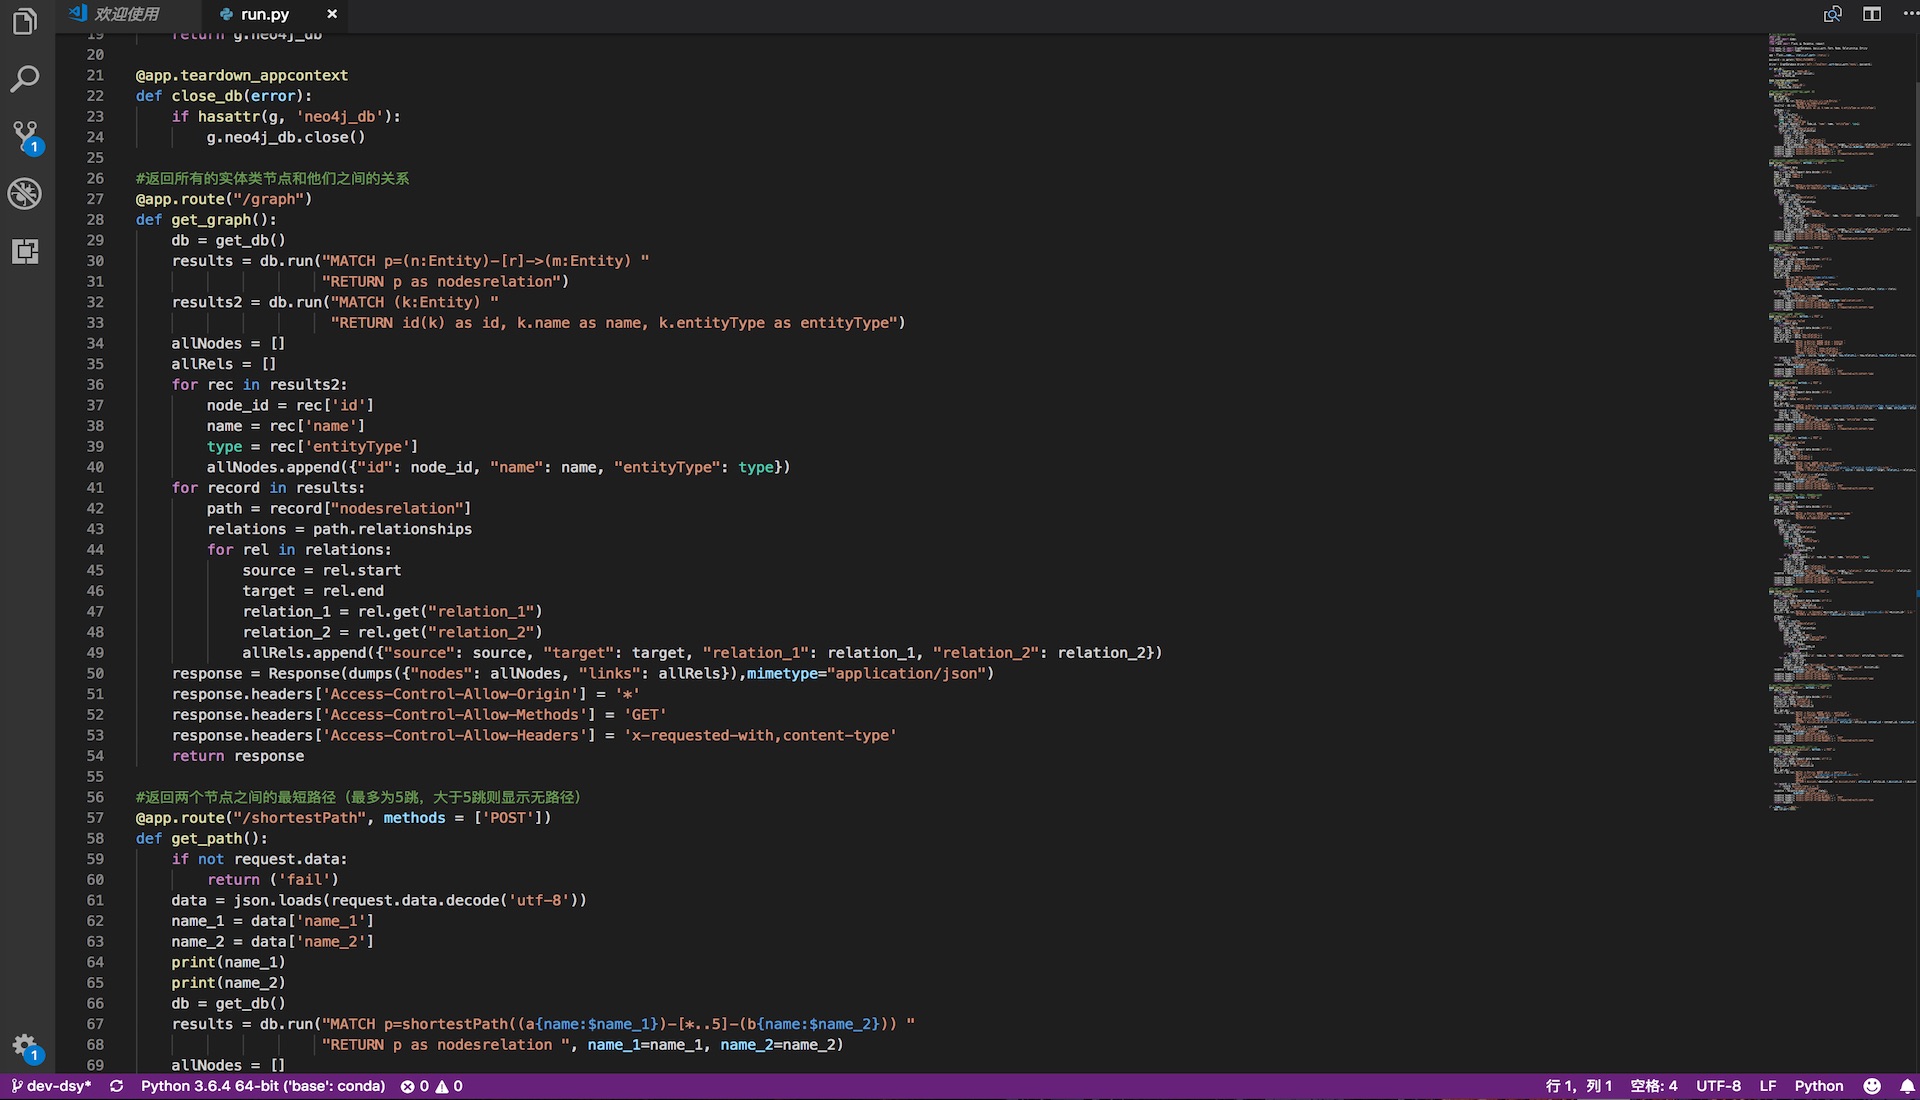 欢迎使用
run.py
19 return g.neo4j_db
20
21 @app.teardown_appcontext
22 def close_db(error):
23 if hasattr(g, 'neo4j_db'):
24 g.neo4j_db.close()
25
26 #返回所有的实体类节点和他们之间的关系
27 @app.route("/graph")
28 def get_graph():
29 db = get_db()
30 results = db.run("MATCH p=(n:Entity)-[r]->(m:Entity) "
31 "RETURN p as nodesrelation")
32 results2 = db.run("MATCH (k:Entity) "
33 "RETURN id(k) as id, k.name as name, k.entityType as entityType")
34 allNodes = []
35 allRels = []
36 for rec in results2:
37 node_id = rec['id']
38 name = rec['name']
39 type = rec['entityType']
40 allNodes.append({"id": node_id, "name": name, "entityType": type})
41 for record in results:
42 path = record["nodesrelation"]
43 relations = path.relationships
44 for rel in relations:
45 source = rel.start
46 target = rel.end
47 relation_1 = rel.get("relation_1")
48 relation_2 = rel.get("relation_2")
49 allRels.append({"source": source, "target": target, "relation_1": relation_1, "relation_2": relation_2})
50 response = Response(dumps({"nodes": allNodes, "links": allRels}),mimetype="application/json")
51 response.headers['Access-Control-Allow-Origin'] = '*'
52 response.headers['Access-Control-Allow-Methods'] = 'GET'
53 response.headers['Access-Control-Allow-Headers'] = 'x-requested-with,content-type'
54 return response
55
56 #返回两个节点之间的最短路径（最多为5跳，大于5跳则显示无路径）
57 @app.route("/shortestPath", methods = ['POST'])
58 def get_path():
59 if not request.data:
60 return ('fail')
61 data = json.loads(request.data.decode('utf-8'))
62 name_1 = data['name_1']
63 name_2 = data['name_2']
64 print(name_1)
65 print(name_2)
66 db = get_db()
67 results = db.run("MATCH p=shortestPath((a{name:$name_1})-[*..5]-(b{name:$name_2})) "
68 "RETURN p as nodesrelation ", name_1=name_1, name_2=name_2)
69 allNodes = []
1
1
dev-dsy* Python 3.6.4 64-bit ('base': conda) 0 0 行 1，列 1 空格: 4 UTF-8 LF Python